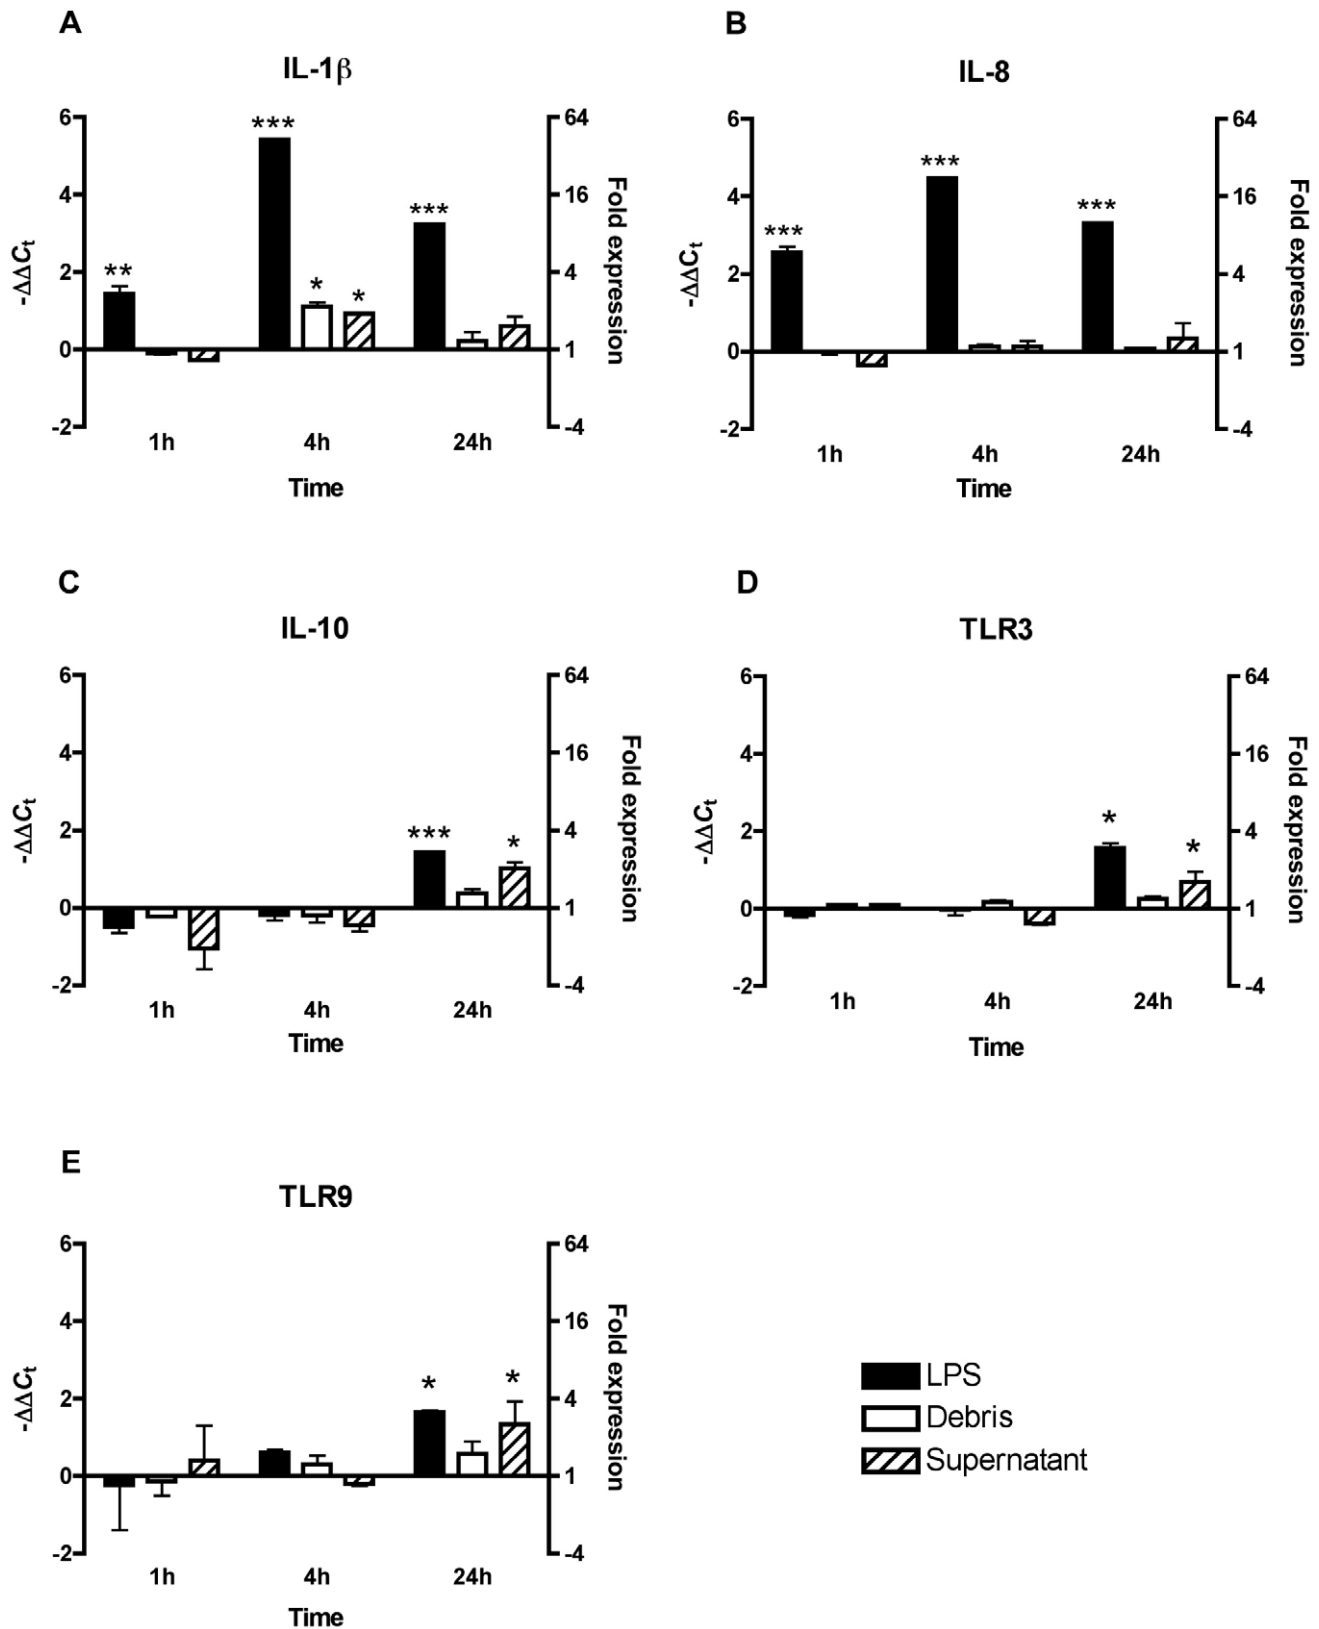 A
IL-1β
6
4
2
0
-2
-ΔΔCt
64
16
4
1
-4
Fold expression
**
***
*
*
***
1h
4h
24h
Time
B
IL-8
6
4
2
0
-2
-ΔΔCt
64
16
4
1
-4
Fold expression
***
***
***
1h
4h
24h
Time
C
IL-10
6
4
2
0
-2
-ΔΔCt
64
16
4
1
-4
Fold expression
***
*
1h
4h
24h
Time
D
TLR3
6
4
2
0
-2
-ΔΔCt
64
16
4
1
-4
Fold expression
*
*
1h
4h
24h
Time
E
TLR9
6
4
2
0
-2
-ΔΔCt
64
16
4
1
-4
Fold expression
*
*
1h
4h
24h
Time
LPS
Debris
Supernatant